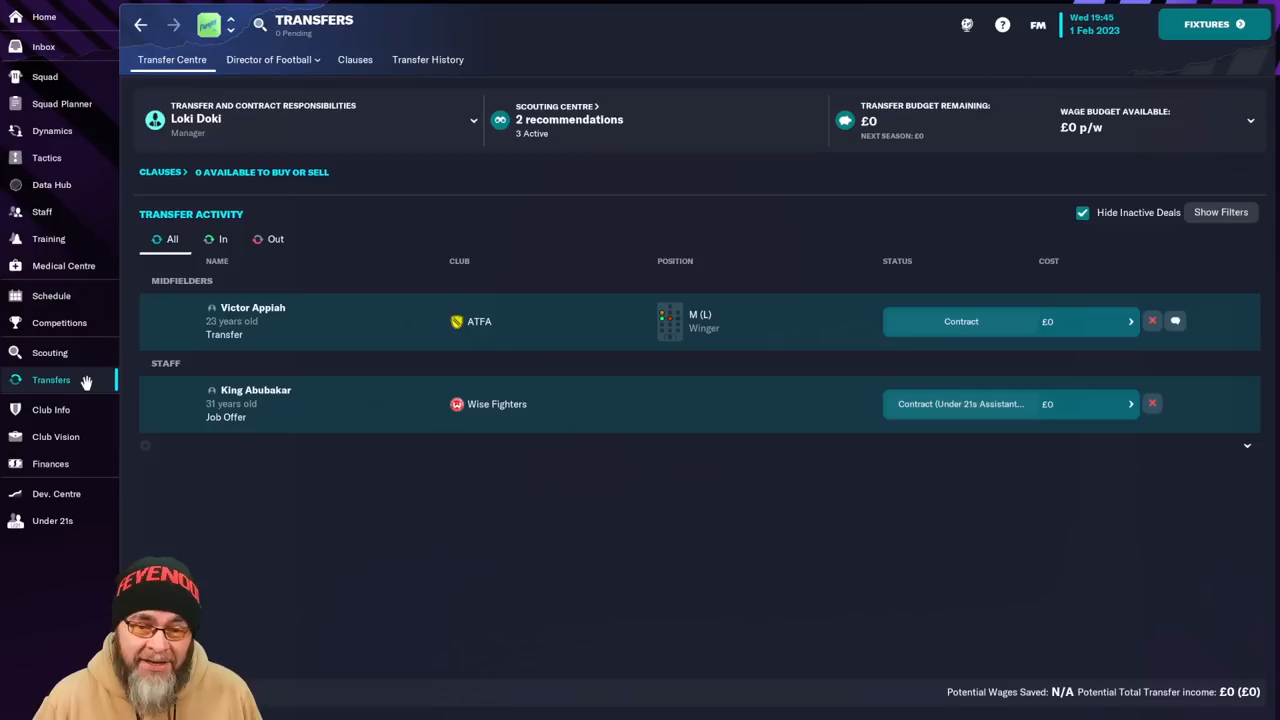 Home
Inbox
Squad
Squad Planner
Dynamics
Tactics
Data Hub
Staff
Training
Medical Centre
Schedule
Competitions
Scouting
Transfers
Club Info
Club Vision
Finances
Dev. Centre
Under 21s
TRANSFERS
0 Pending
FM
Wed 19:45
1 Feb 2023
FIXTURES
Transfer Centre
Director of Football
Clauses
Transfer History
TRANSFER AND CONTRACT RESPONSIBILITIES
Loki Doki
Manager
SCOUTING CENTRE >
2 recommendations
3 Active
TRANSFER BUDGET REMAINING:
£0
NEXT SEASON: £0
WAGE BUDGET AVAILABLE:
£0 p/w
CLAUSES > 0 AVAILABLE TO BUY OR SELL
TRANSFER ACTIVITY
Hide Inactive Deals
Show Filters
All
In
Out
NAME CLUB POSITION STATUS COST
MIDFIELDERS
Victor Appiah
23 years old
Transfer
ATFA
M (L)
Winger
Contract £0
STAFF
King Abubakar
31 years old
Job Offer
Wise Fighters
Contract (Under 21s Assistant... £0
FEYENOO
Potential Wages Saved: N/A Potential Total Transfer income: £0 (£0)